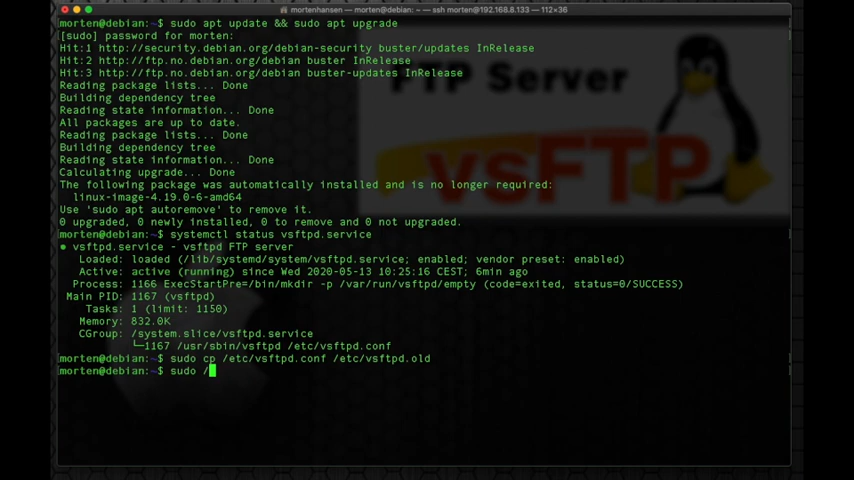 mortenhansen — morten@debian: ~ — ssh morten@192.168.8.133 — 112×36
FTP Server
vsFTP
morten@debian:~$ sudo apt update && sudo apt upgrade
[sudo] password for morten:
Hit:1 http://security.debian.org/debian-security buster/updates InRelease
Hit:2 http://ftp.no.debian.org/debian buster InRelease
Hit:3 http://ftp.no.debian.org/debian buster-updates InRelease
Reading package lists... Done
Building dependency tree
Reading state information... Done
All packages are up to date.
Reading package lists... Done
Building dependency tree
Reading state information... Done
Calculating upgrade... Done
The following package was automatically installed and is no longer required:
linux-image-4.19.0-6-amd64
Use 'sudo apt autoremove' to remove it.
0 upgraded, 0 newly installed, 0 to remove and 0 not upgraded.
morten@debian:~$ systemctl status vsftpd.service
● vsftpd.service - vsftpd FTP server
Loaded: loaded (/lib/systemd/system/vsftpd.service; enabled; vendor preset: enabled)
Active: active (running) since Wed 2020-05-13 10:25:16 CEST; 6min ago
Process: 1166 ExecStartPre=/bin/mkdir -p /var/run/vsftpd/empty (code=exited, status=0/SUCCESS)
Main PID: 1167 (vsftpd)
Tasks: 1 (limit: 1150)
Memory: 832.0K
CGroup: /system.slice/vsftpd.service
└─1167 /usr/sbin/vsftpd /etc/vsftpd.conf
morten@debian:~$ sudo cp /etc/vsftpd.conf /etc/vsftpd.old
morten@debian:~$ sudo /